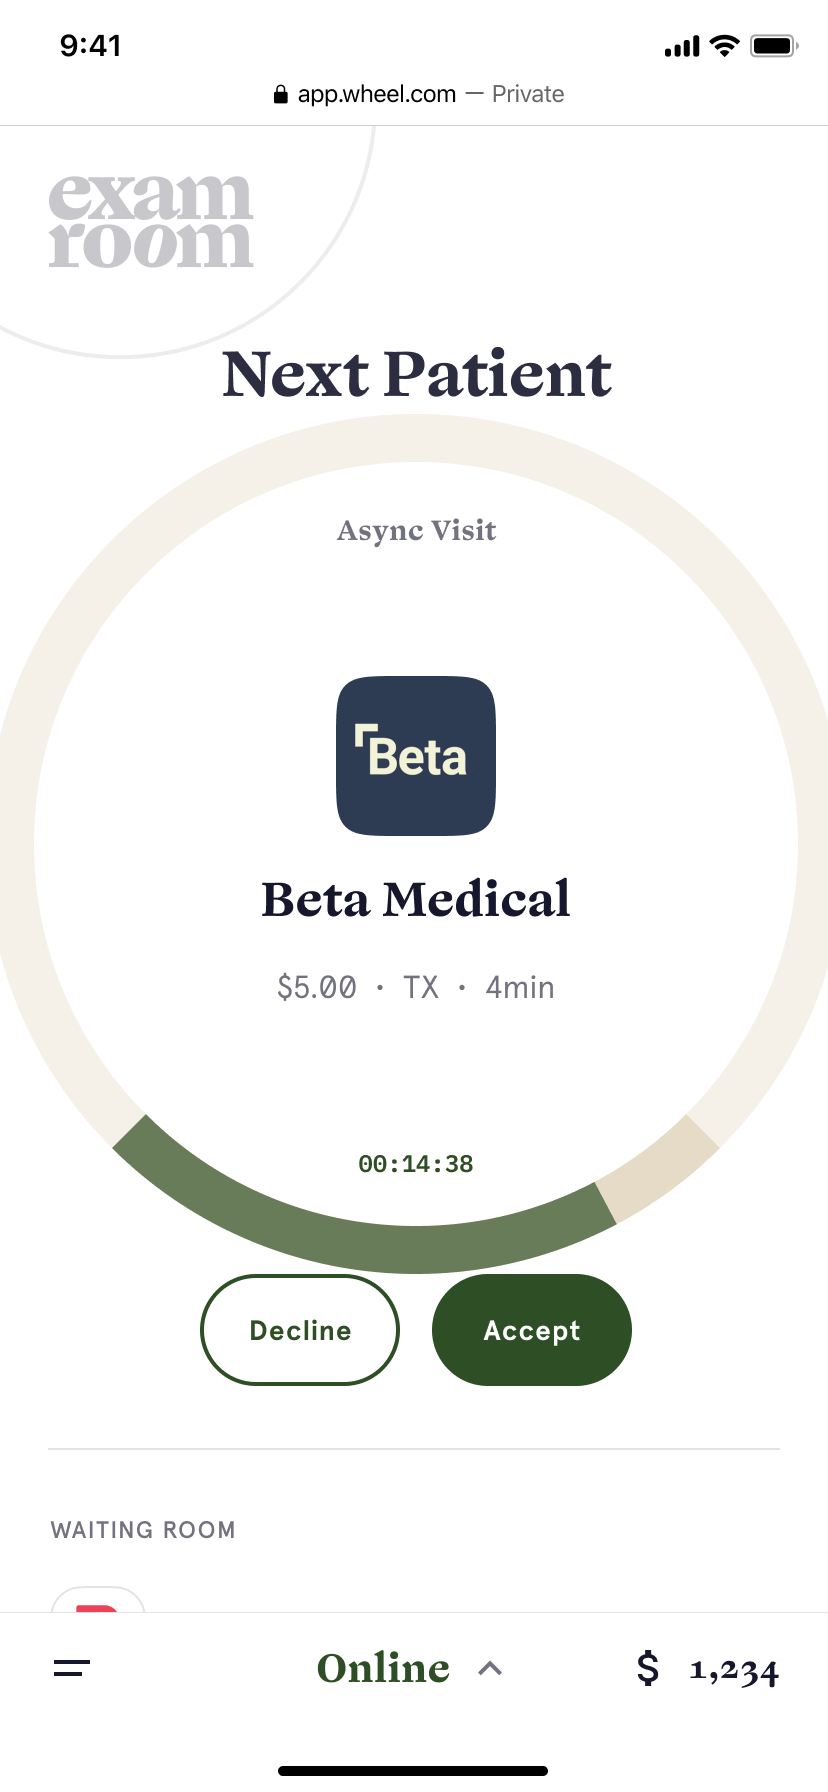 9:41
app.wheel.com — Private
exam
room
Next Patient
Async Visit
Beta
Beta Medical
$5.00 · TX · 4min
00:14:38
Decline Accept
WAITING ROOM
Online $ 1,234